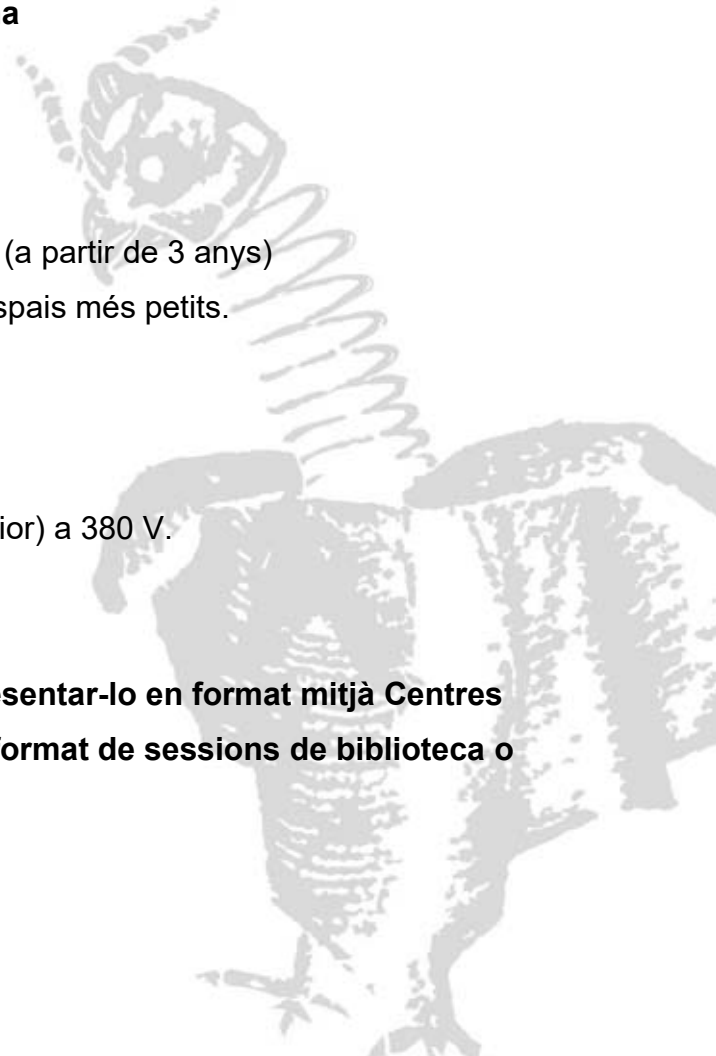 a
(a partir de 3 anys)
spais més petits.
ior) a 380 V.
esentar-lo en format mitjà Centres
format de sessions de biblioteca o